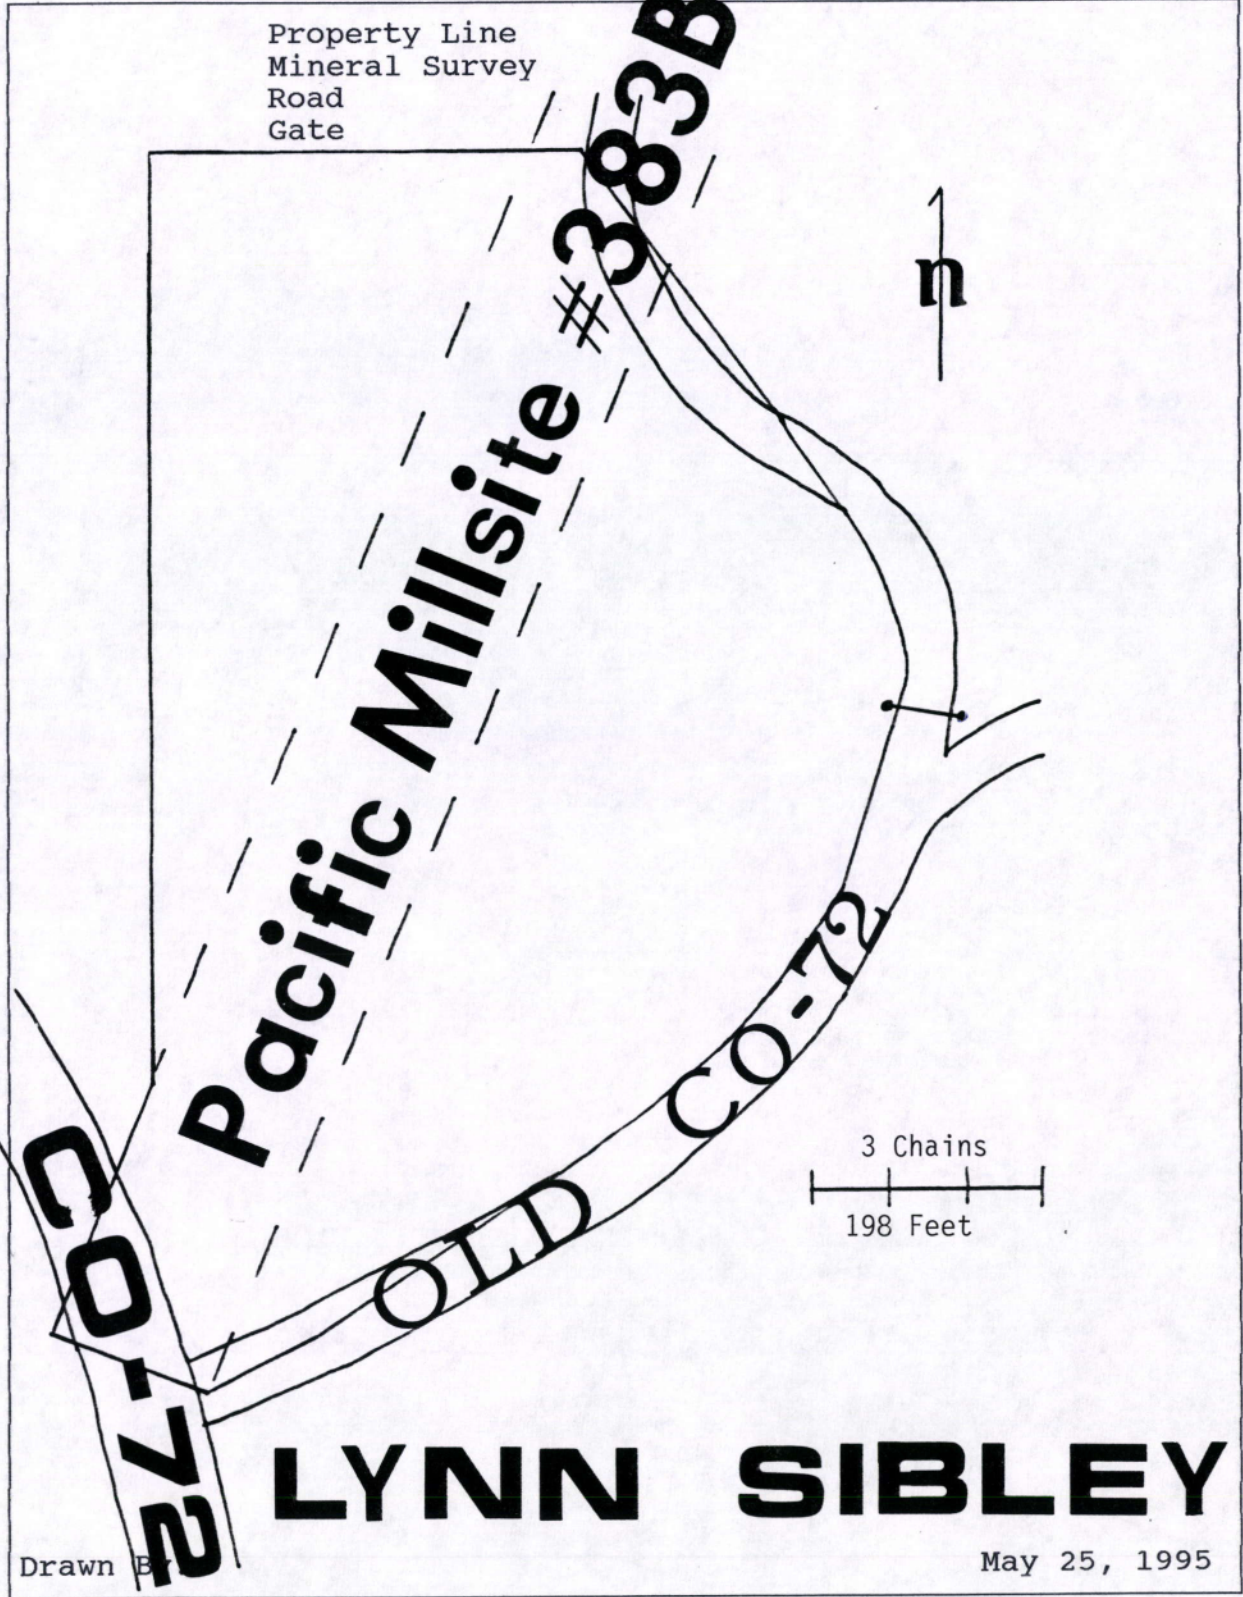 Property Line
Mineral Survey
Road
Gate
Pacific Millsite #383B
n
OLD CO-72
3 Chains
198 Feet
CO-72
LYNN SIBLEY
Drawn By
May 25, 1995